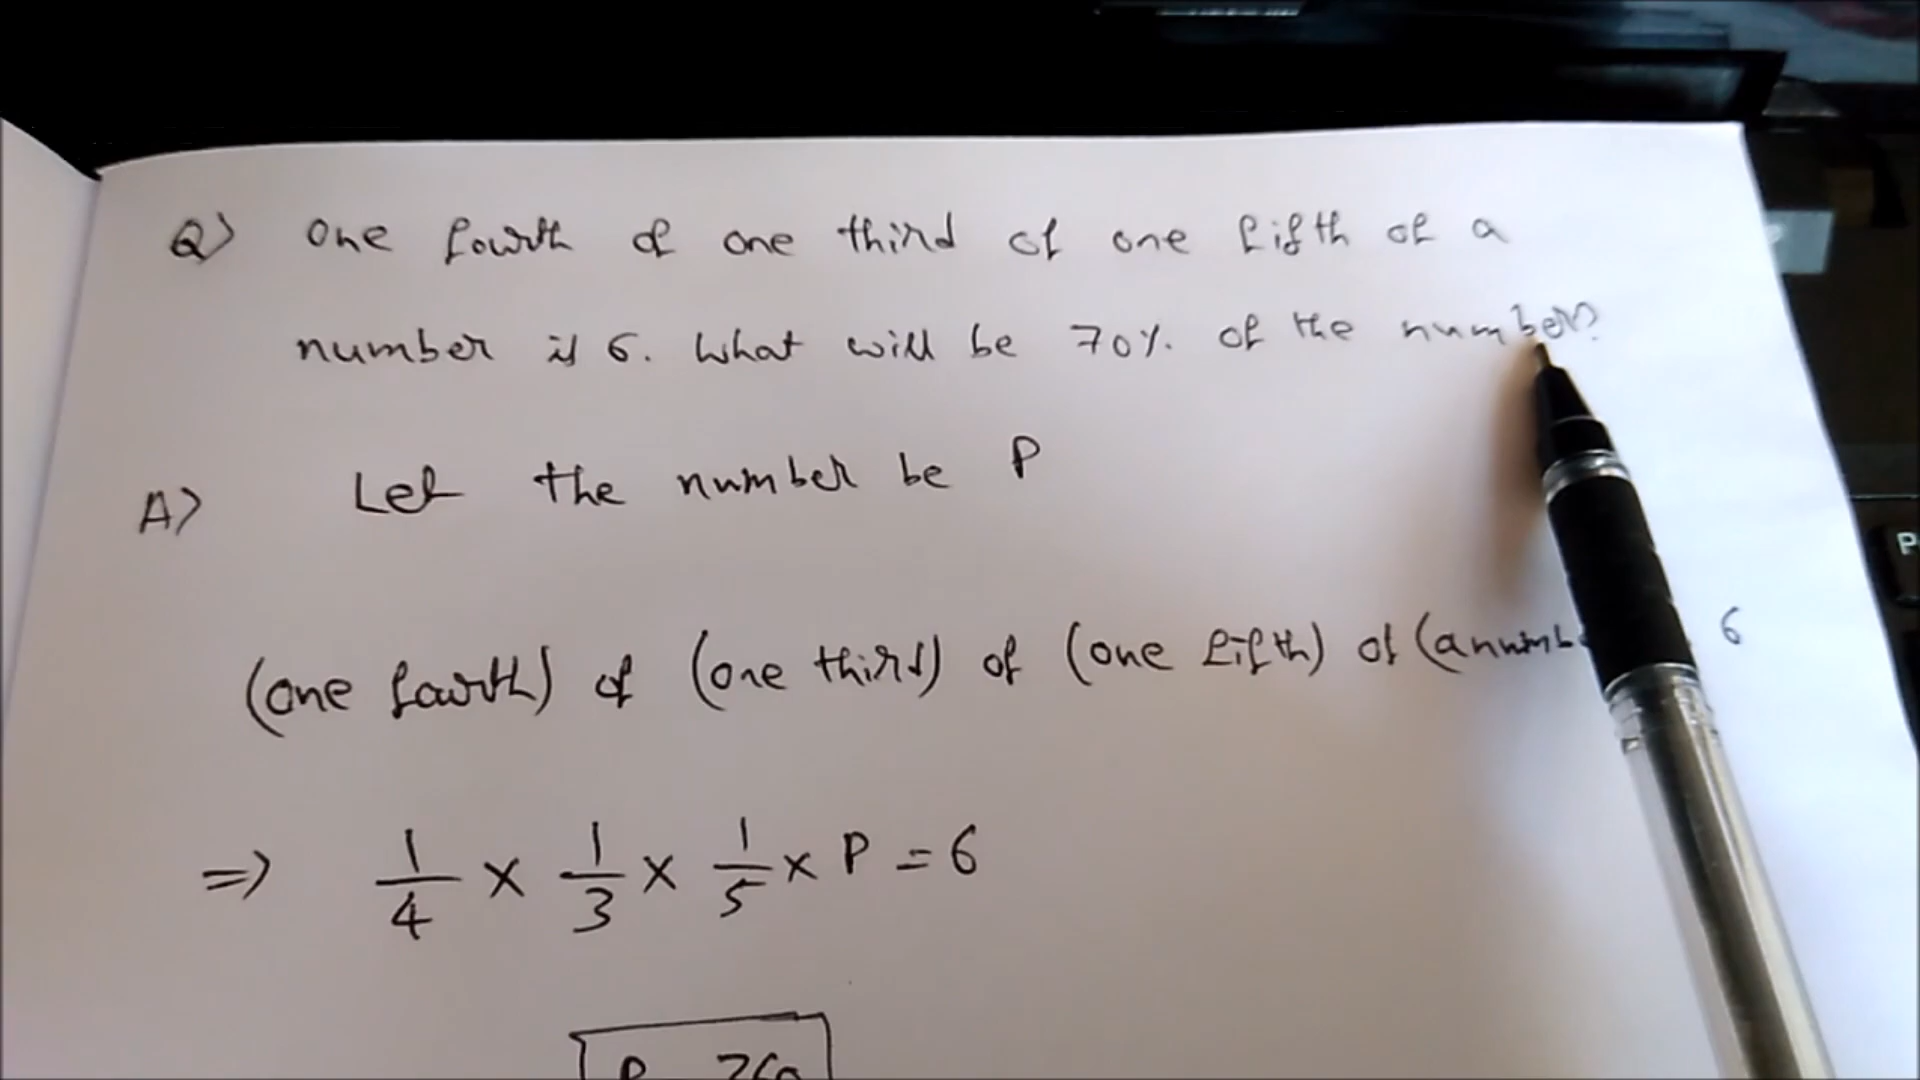 Q) One fourth of one third of one fifth of a
number is 6. What will be 70% of the number?
A) Let the number be P
(one fourth) of (one third) of (one fifth) of (a numb 6
=> 1/4 × 1/3 × 1/5 × P = 6
P 360
P